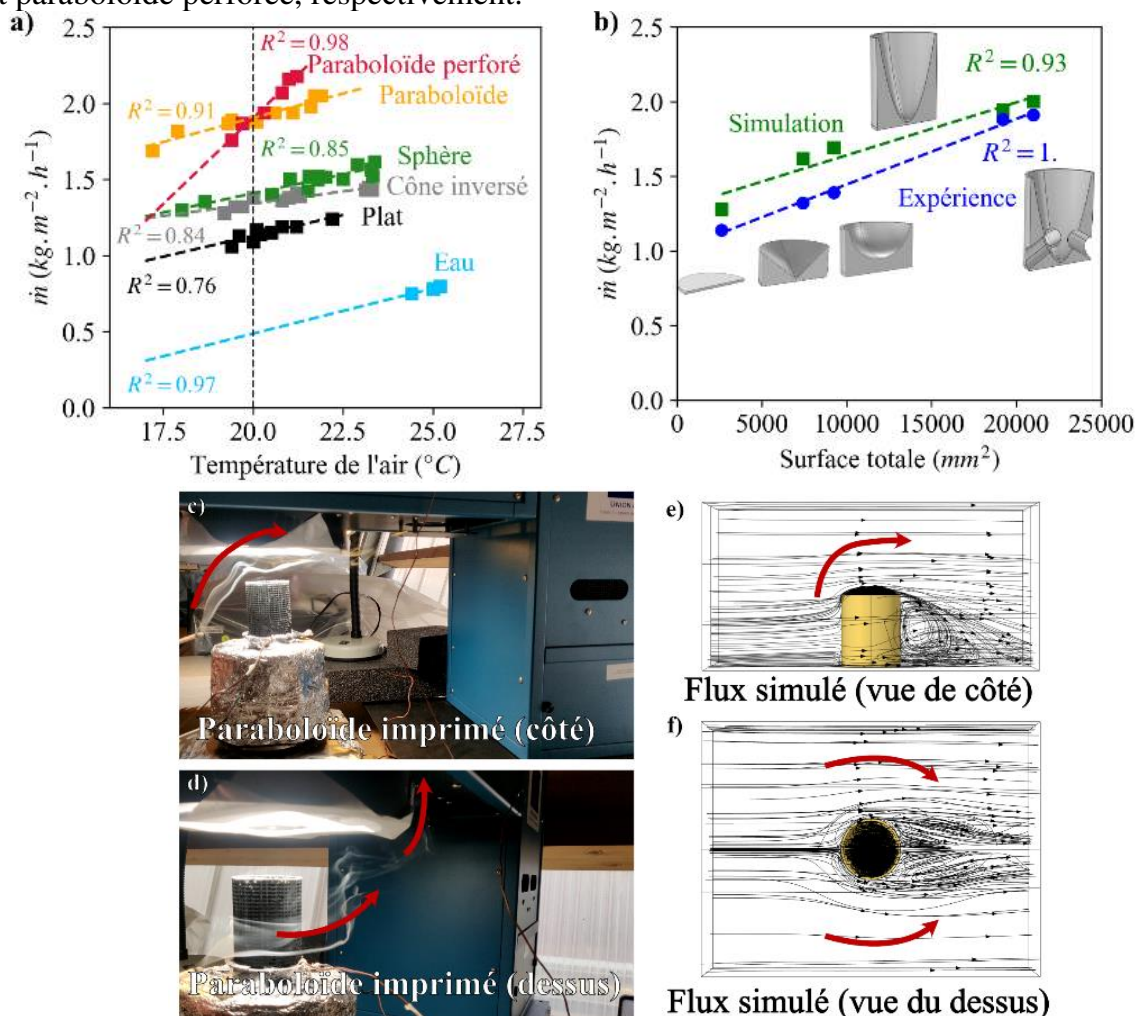 paraboloïde perforé, respectivement.
a)
2.5
2.0
1.5
1.0
0.5
0.0
ṁ (kg.m⁻².h⁻¹)
R² = 0.98
Paraboloïde perforé
R² = 0.91
Paraboloïde
R² = 0.85
Sphère
Cône inversé
R² = 0.84
Plat
R² = 0.76
Eau
R² = 0.97
17.5 20.0 22.5 25.0 27.5
Température de l'air (°C)
b)
2.5
2.0
1.5
1.0
0.5
0.0
ṁ (kg.m⁻².h⁻¹)
R² = 0.93
Simulation
R² = 1.
Expérience
0 5000 10000 15000 20000 25000
Surface totale (mm²)
c)
Paraboloïde imprimé (côté)
d)
Paraboloïde imprimé (dessus)
e)
Flux simulé (vue de côté)
f)
Flux simulé (vue du dessus)